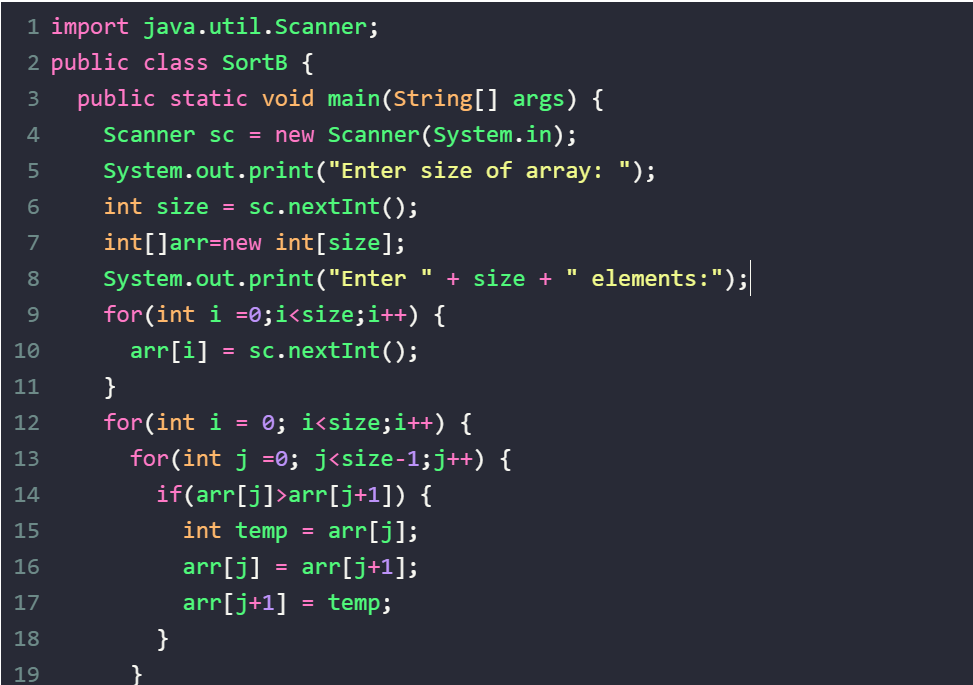 1 import java.util.Scanner;
2 public class SortB {
3   public static void main(String[] args) {
4     Scanner sc = new Scanner(System.in);
5     System.out.print("Enter size of array: ");
6     int size = sc.nextInt();
7     int[]arr=new int[size];
8     System.out.print("Enter " + size + " elements:");
9     for(int i =0;i<size;i++) {
10       arr[i] = sc.nextInt();
11     }
12     for(int i = 0; i<size;i++) {
13       for(int j =0; j<size-1;j++) {
14         if(arr[j]>arr[j+1]) {
15           int temp = arr[j];
16           arr[j] = arr[j+1];
17           arr[j+1] = temp;
18         }
19       }